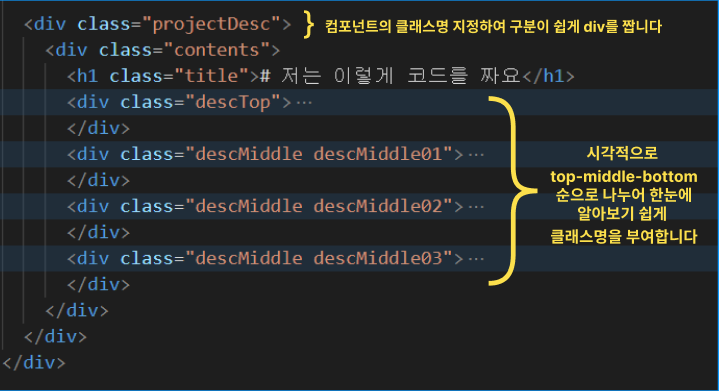 <div class="projectDesc"> } 컴포넌트의 클래스명 지정하여 구분이 쉽게 div를 짭니다
<div class="contents">
<h1 class="title"># 저는 이렇게 코드를 짜요</h1>
<div class="descTop">…
</div>
<div class="descMiddle descMiddle01">…
</div>
<div class="descMiddle descMiddle02">…
</div>
<div class="descMiddle descMiddle03">…
</div>
</div>
</div>
</div>
시각적으로
top-middle-bottom
순으로 나누어 한눈에
알아보기 쉽게
클래스명을 부여합니다